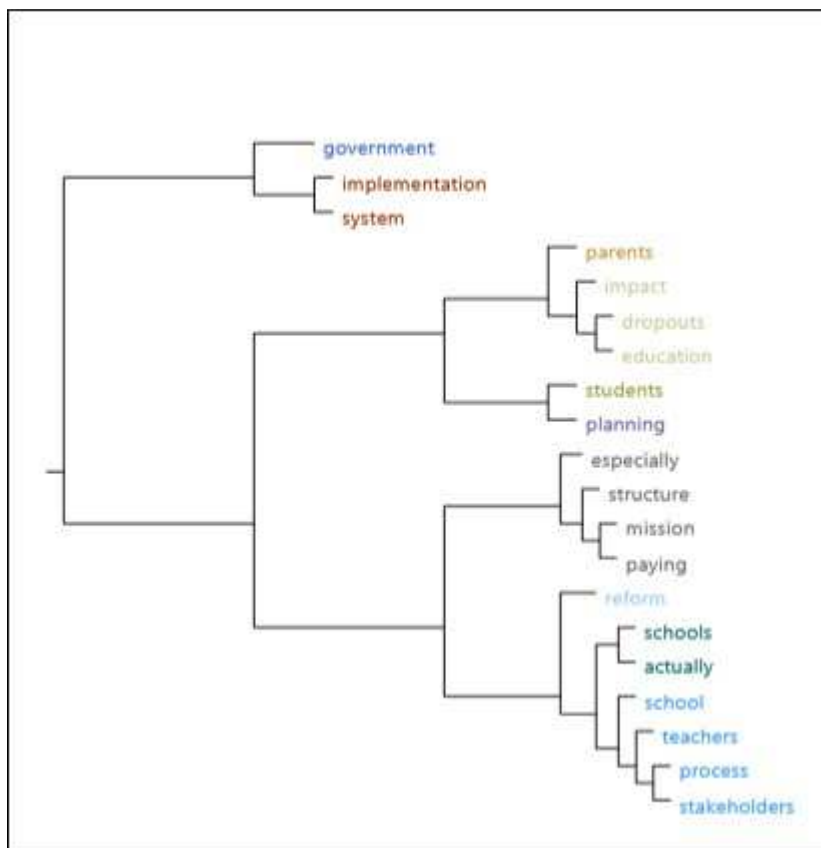 government
implementation
system
parents
impact
dropouts
education
students
planning
especially
structure
mission
paying
reform
schools
actually
school
teachers
process
stakeholders